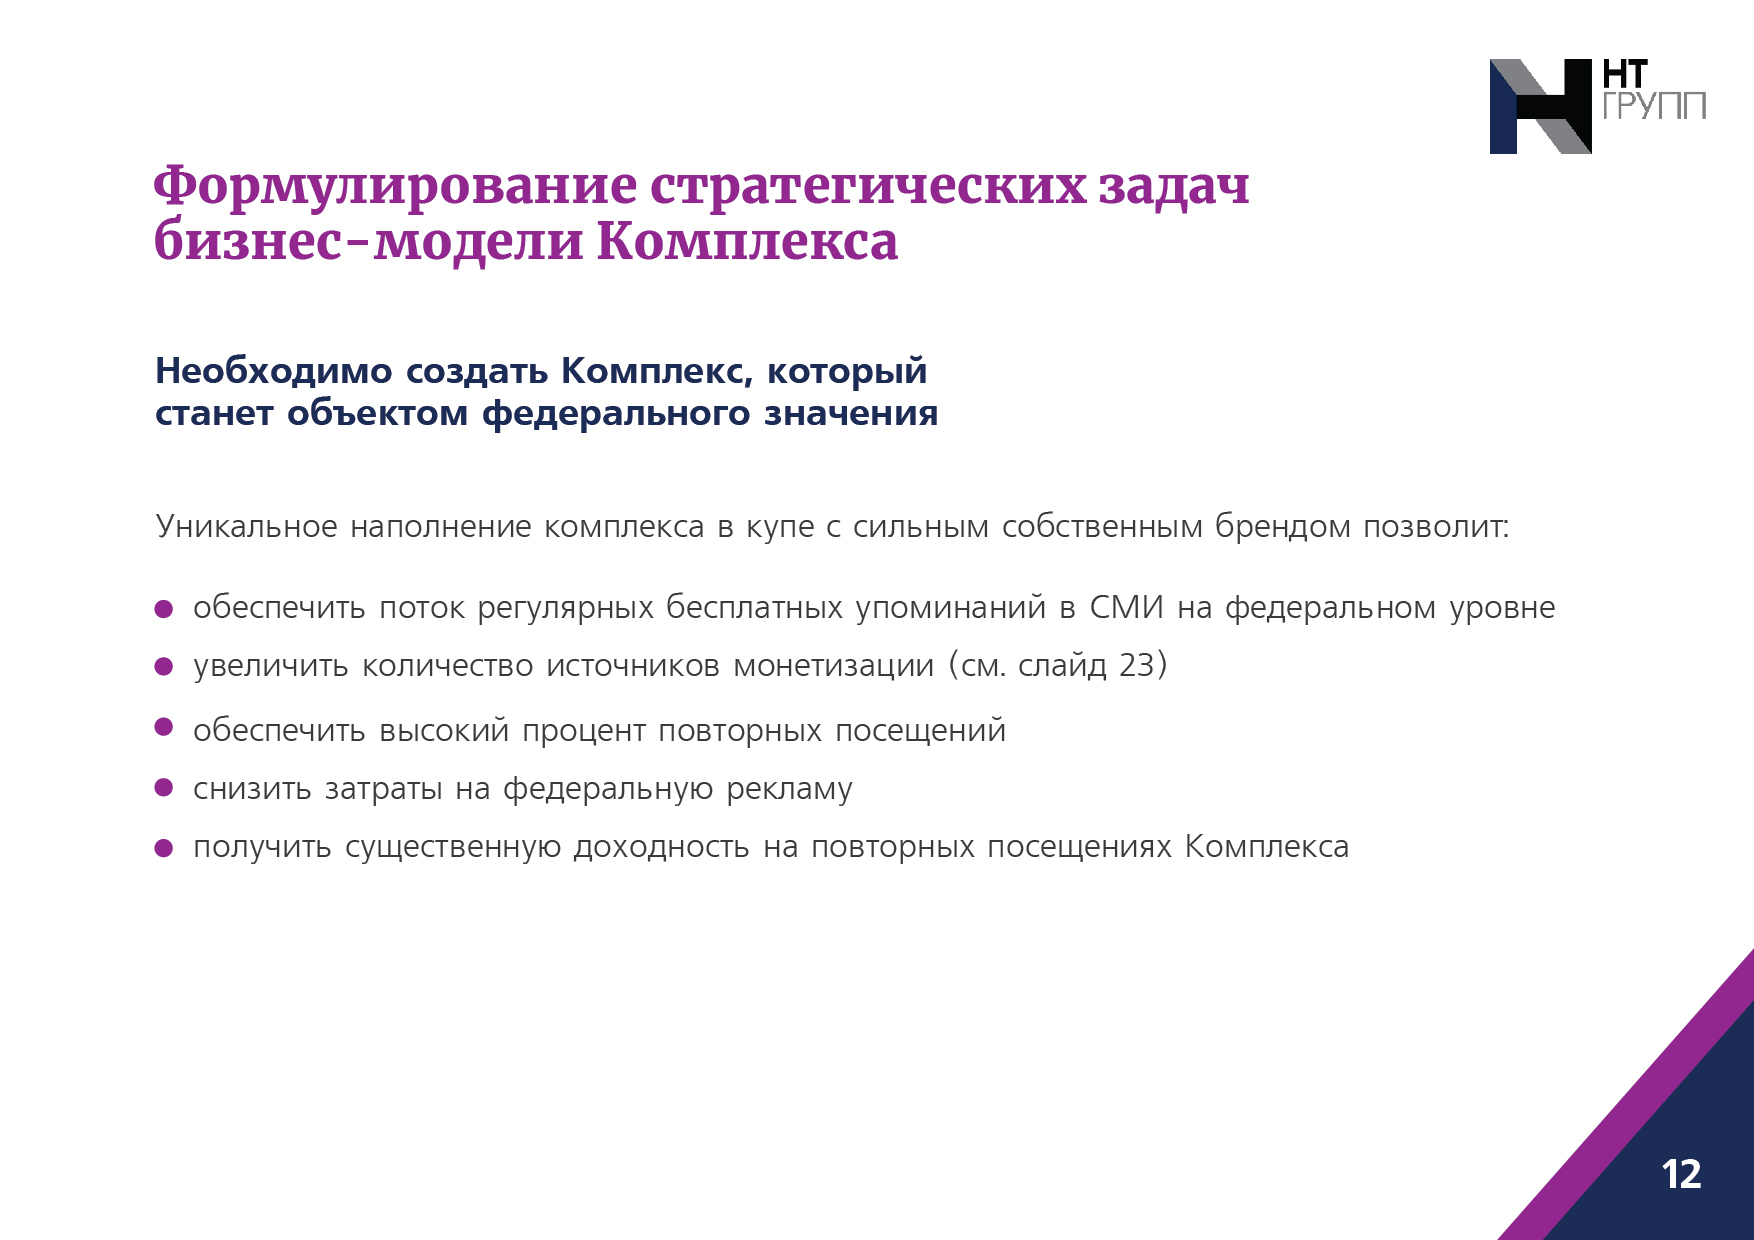 НТ
ГРУПП
Формулирование стратегических задач
бизнес-модели Комплекса
Необходимо создать Комплекс, который
станет объектом федерального значения
Уникальное наполнение комплекса в купе с сильным собственным брендом позволит:
обеспечить поток регулярных бесплатных упоминаний в СМИ на федеральном уровне
увеличить количество источников монетизации (см. слайд 23)
обеспечить высокий процент повторных посещений
снизить затраты на федеральную рекламу
получить существенную доходность на повторных посещениях Комплекса
12